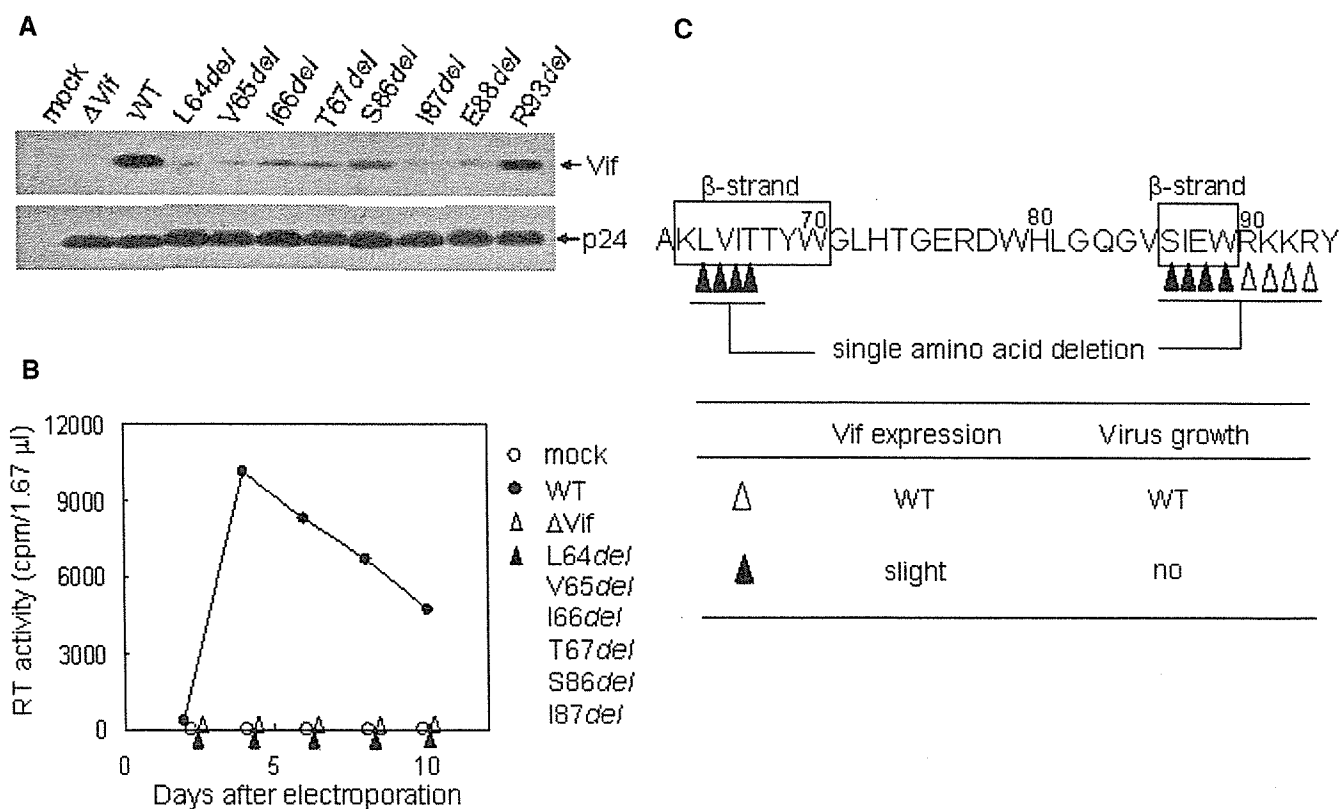 A
mock
ΔVif
WT
L64del
V65del
I66del
T67del
S86del
I87del
E88del
R93del
Vif
p24
B
RT activity (cpm/1.67 µl)
12000
9000
6000
3000
0
0 5 10
Days after electroporation
mock
WT
ΔVif
L64del
V65del
I66del
T67del
S86del
I87del
C
β-strand β-strand
70 80 90
AKLVITTYWGLHTGERDWHLGQGVSIEWRKKRY
single amino acid deletion
Vif expression Virus growth
WT WT
slight no